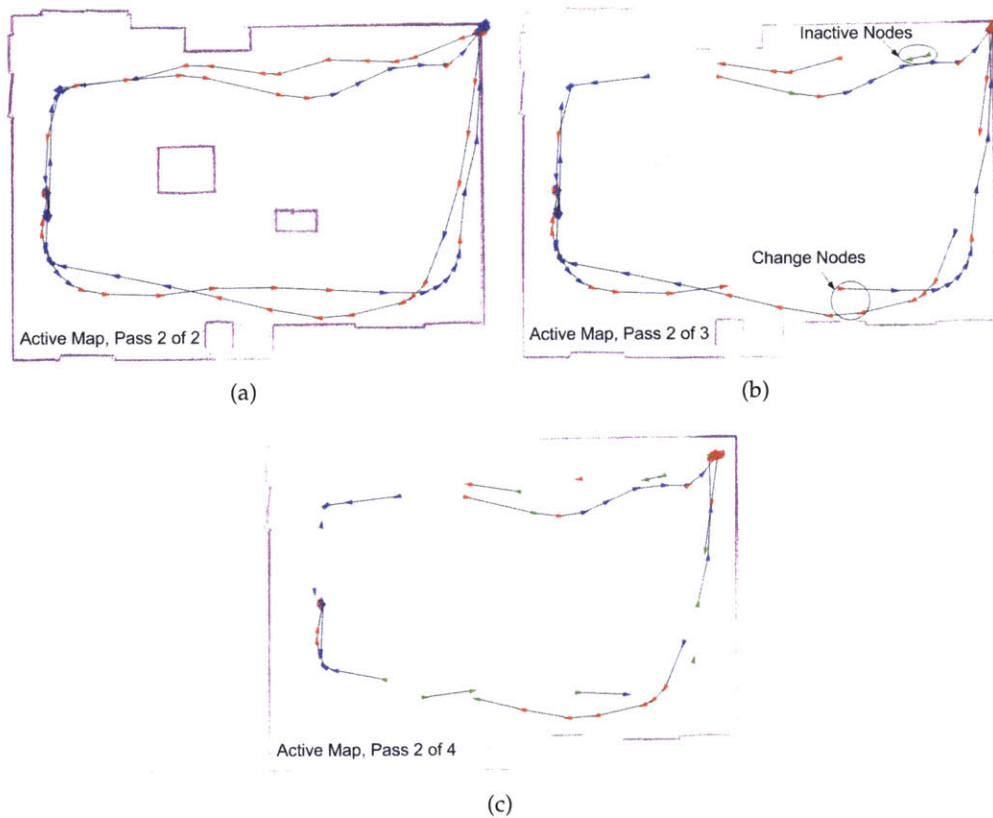 Inactive Nodes
Change Nodes
Active Map, Pass 2 of 2
Active Map, Pass 2 of 3
(a)
(b)
Active Map, Pass 2 of 4
(c)